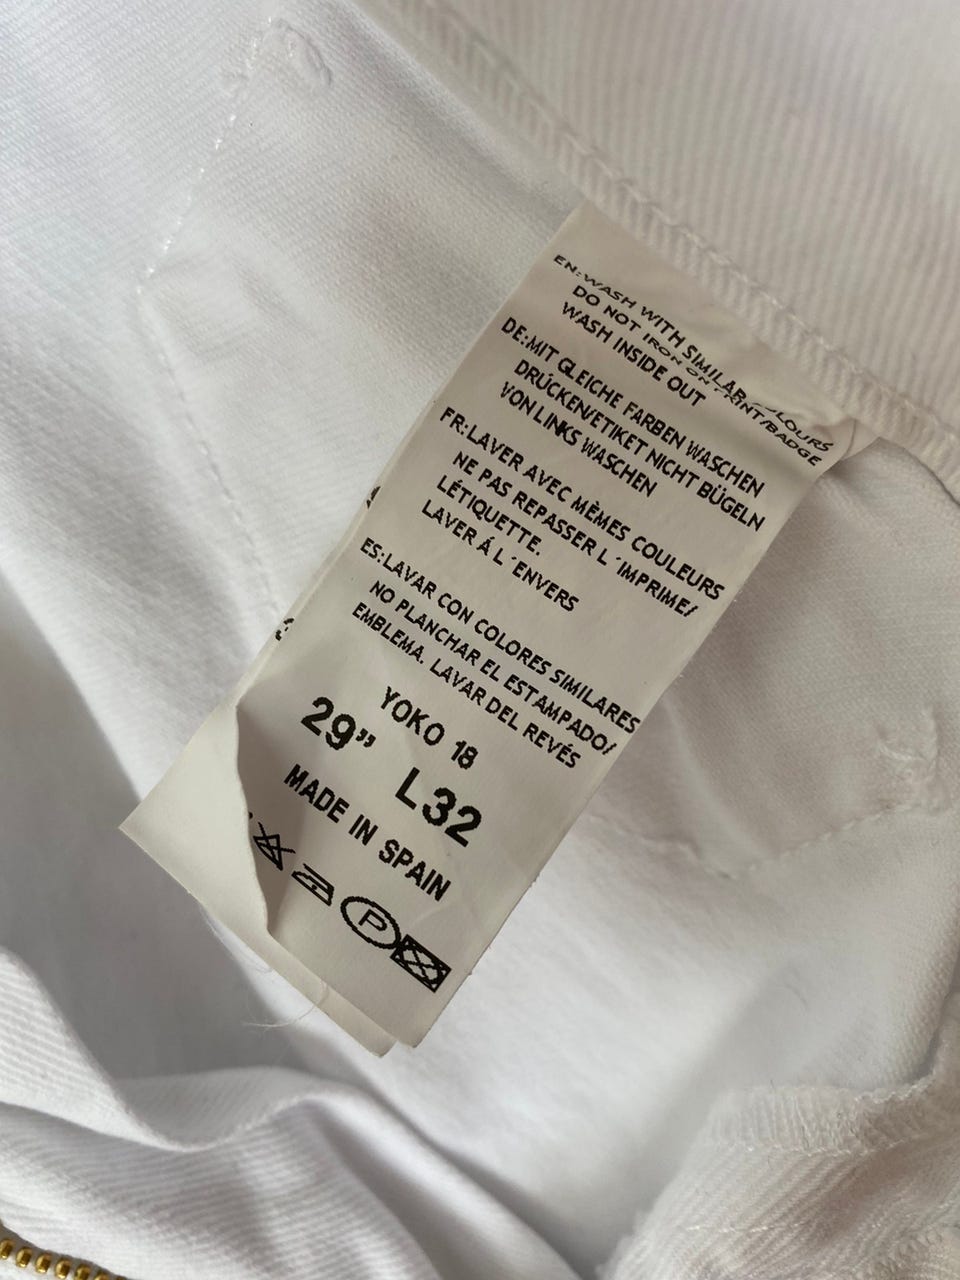 EN:WASH WITH SIMILAR COLOURS
DO NOT IRON ON PRINT/BADGE
WASH INSIDE OUT
DE:MIT GLEICHE FARBEN WASCHEN
DRÚCKEN/ETIKET NICHT BÜGELN
VON LINKS WASCHEN
FR:LAVER AVEC MÈMES COULEURS
NE PAS REPASSER L´IMPRIME/
LÉTIQUETTE.
LAVER Á L´ENVERS
ES:LAVAR CON COLORES SIMILARES
NO PLANCHAR EL ESTAMPADO/
EMBLEMA. LAVAR DEL REVÉS
YOKO 18
29” L32
MADE IN SPAIN
P